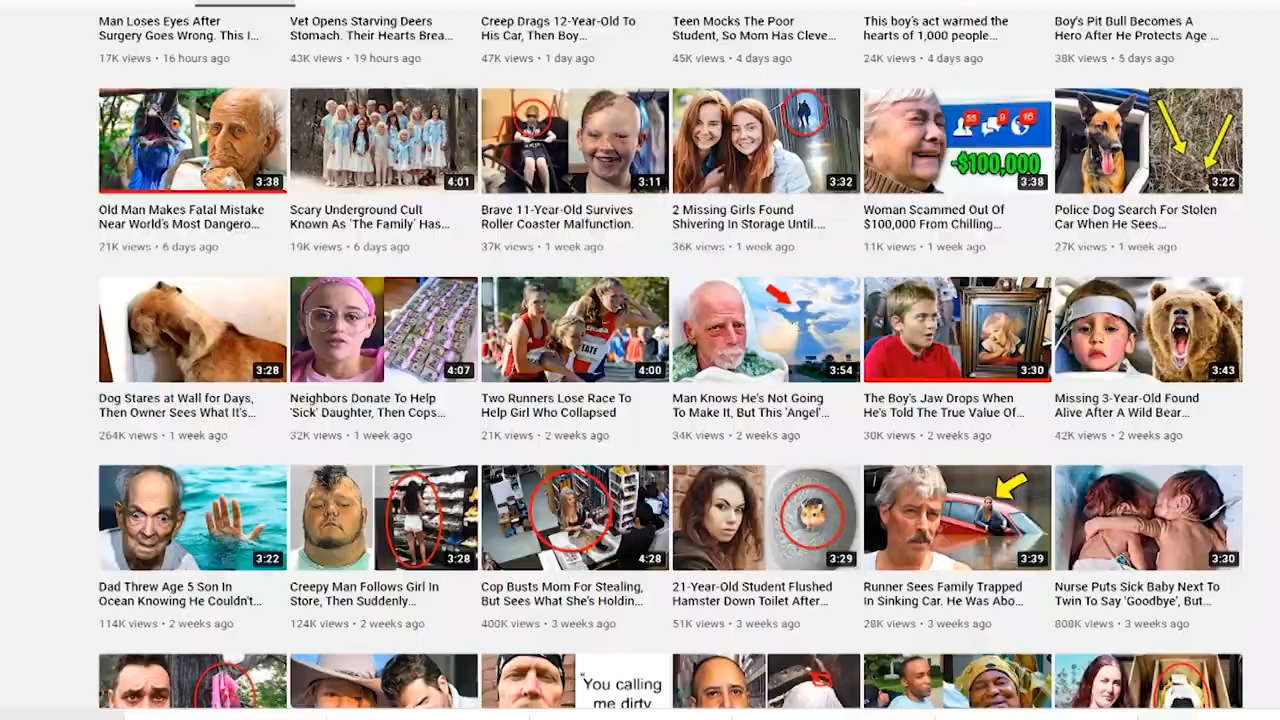 Man Loses Eyes After
Surgery Goes Wrong. This I...
17K views • 16 hours ago
Vet Opens Starving Deers
Stomach. Their Hearts Brea...
43K views • 19 hours ago
Creep Drags 12-Year-Old To
His Car, Then Boy...
47K views • 1 day ago
Teen Mocks The Poor
Student, So Mom Has Cleve...
45K views • 4 days ago
This boy's act warmed the
hearts of 1,000 people...
24K views • 4 days ago
Boy's Pit Bull Becomes A
Hero After He Protects Age ...
38K views • 5 days ago
3:38
Old Man Makes Fatal Mistake
Near World's Most Dangero...
21K views • 6 days ago
4:01
Scary Underground Cult
Known As 'The Family' Has...
19K views • 6 days ago
3:11
Brave 11-Year-Old Survives
Roller Coaster Malfunction.
37K views • 1 week ago
3:32
2 Missing Girls Found
Shivering In Storage Until....
36K views • 1 week ago
55 9 16
-$100,000
3:38
Woman Scammed Out Of
$100,000 From Chilling...
11K views • 1 week ago
3:22
Police Dog Search For Stolen
Car When He Sees...
27K views • 1 week ago
3:28
Dog Stares at Wall for Days,
Then Owner Sees What It's...
264K views • 1 week ago
4:07
Neighbors Donate To Help
'Sick' Daughter, Then Cops...
32K views • 1 week ago
TATE
4:00
Two Runners Lose Race To
Help Girl Who Collapsed
21K views • 2 weeks ago
3:54
Man Knows He's Not Going
To Make It, But This 'Angel'...
34K views • 2 weeks ago
3:30
The Boy's Jaw Drops When
He's Told The True Value Of...
30K views • 2 weeks ago
3:43
Missing 3-Year-Old Found
Alive After A Wild Bear...
42K views • 2 weeks ago
3:22
Dad Threw Age 5 Son In
Ocean Knowing He Couldn't...
114K views • 2 weeks ago
3:28
Creepy Man Follows Girl In
Store, Then Suddenly...
124K views • 2 weeks ago
4:28
Cop Busts Mom For Stealing,
But Sees What She's Holdin...
400K views • 3 weeks ago
3:29
21-Year-Old Student Flushed
Hamster Down Toilet After...
51K views • 3 weeks ago
3:39
Runner Sees Family Trapped
In Sinking Car. He Was Abo...
28K views • 3 weeks ago
3:30
Nurse Puts Sick Baby Next To
Twin To Say 'Goodbye', But...
808K views • 3 weeks ago
"You calling
me dirty